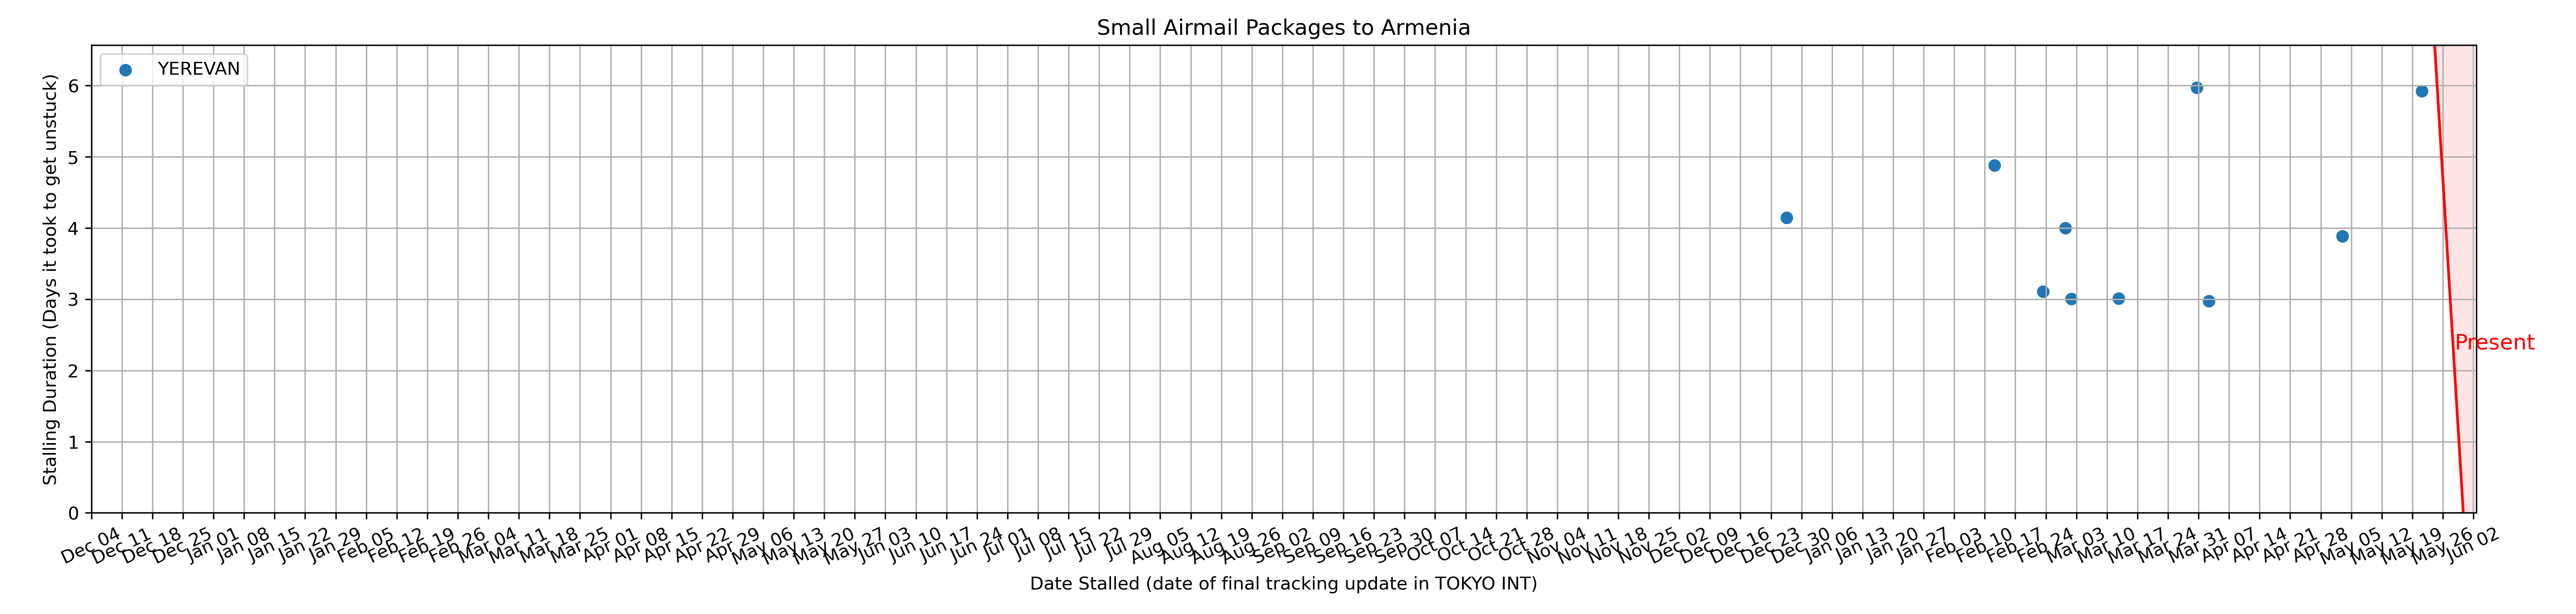 Small Airmail Packages to Armenia
YEREVAN
Stalling Duration (Days it took to get unstuck)
6
5
4
3
2
1
0
Present
Dec 04
Dec 11
Dec 18
Dec 25
Jan 01
Jan 08
Jan 15
Jan 22
Jan 29
Feb 05
Feb 12
Feb 19
Feb 26
Mar 04
Mar 11
Mar 18
Mar 25
Apr 01
Apr 08
Apr 15
Apr 22
Apr 29
May 06
May 13
May 20
May 27
Jun 03
Jun 10
Jun 17
Jun 24
Jul 01
Jul 08
Jul 15
Jul 22
Jul 29
Aug 05
Aug 12
Aug 19
Aug 26
Sep 02
Sep 09
Sep 16
Sep 23
Sep 30
Oct 07
Oct 14
Oct 21
Oct 28
Nov 04
Nov 11
Nov 18
Nov 25
Dec 02
Dec 09
Dec 16
Dec 23
Dec 30
Jan 06
Jan 13
Jan 20
Jan 27
Feb 03
Feb 10
Feb 17
Feb 24
Mar 03
Mar 10
Mar 17
Mar 24
Mar 31
Apr 07
Apr 14
Apr 21
Apr 28
May 05
May 12
May 19
May 26
Jun 02
Date Stalled (date of final tracking update in TOKYO INT)